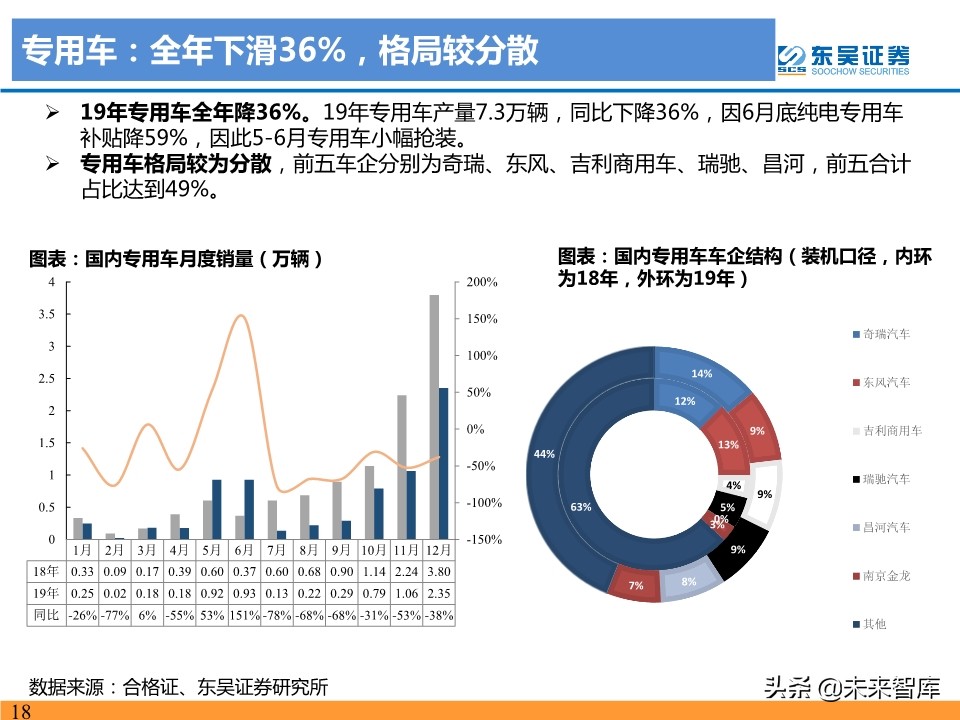 专用车：全年下滑36%，格局较分散
SCS
东吴证券
SOOCHOW SECURITIES
➢ 19年专用车全年降36%。19年专用车产量7.3万辆，同比下降36%，因6月底纯电专用车
补贴降59%，因此5-6月专用车小幅抢装。
➢ 专用车格局较为分散，前五车企分别为奇瑞、东风、吉利商用车、瑞驰、昌河，前五合计
占比达到49%。
图表：国内专用车月度销量（万辆）
4
3.5
3
2.5
2
1.5
1
0.5
0
200%
150%
100%
50%
0%
-50%
-100%
-150%
1月 2月 3月 4月 5月 6月 7月 8月 9月 10月 11月 12月
18年 0.33 0.09 0.17 0.39 0.60 0.37 0.60 0.68 0.90 1.14 2.24 3.80
19年 0.25 0.02 0.18 0.18 0.92 0.93 0.13 0.22 0.29 0.79 1.06 2.35
同比 -26% -77% 6% -55% 53% 151% -78% -68% -68% -31% -53% -38%
图表：国内专用车车企结构（装机口径，内环
为18年，外环为19年）
14%
12%
9%
13%
44%
4%
9%
63%
5%
0%
3%
9%
8%
7%
奇瑞汽车
东风汽车
吉利商用车
瑞驰汽车
昌河汽车
南京金龙
其他
数据来源：合格证、东吴证券研究所
头条 @未来智库
18